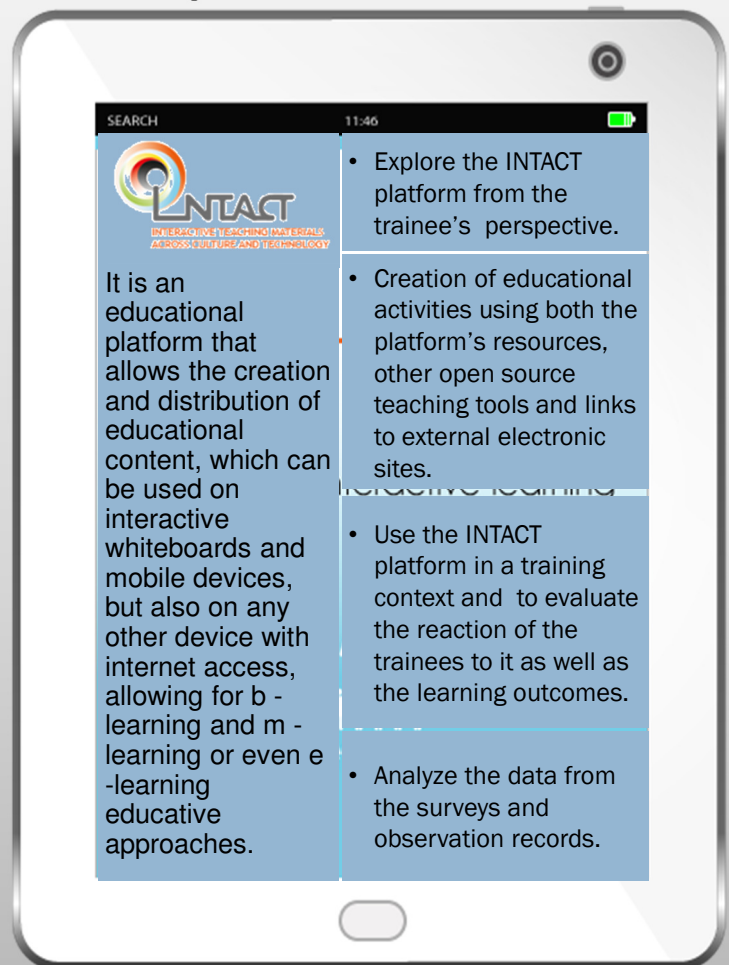 SEARCH 11:46
INTACT
INTERACTIVE TEACHING MATERIALS
ACROSS CULTURE AND TECHNOLOGY
It is an
educational
platform that
allows the creation
and distribution of
educational
content, which can
be used on
interactive
whiteboards and
mobile devices,
but also on any
other device with
internet access,
allowing for b -
learning and m -
learning or even e
-learning
educative
approaches.
• Explore the INTACT
platform from the
trainee's  perspective.
• Creation of educational
activities using both the
platform's resources,
other open source
teaching tools and links
to external electronic
sites.
interactive learning
• Use the INTACT
platform in a training
context and  to evaluate
the reaction of the
trainees to it as well as
the learning outcomes.
• Analyze the data from
the surveys and
observation records.